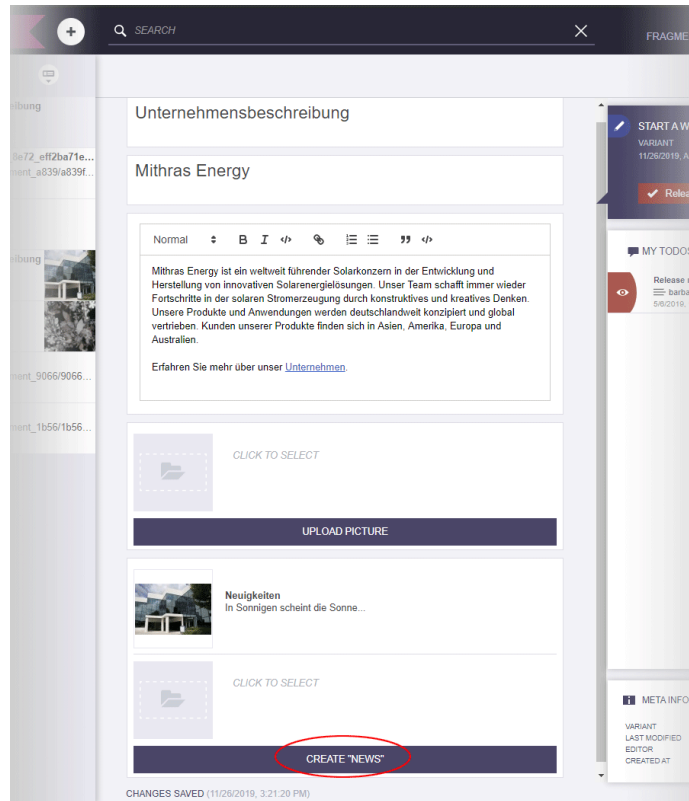 SEARCH
FRAGME
eibung
8e72_eff2ba71e...
ment_a839/a839f...
eibung
ment_9066/9066...
ment_1b56/1b56...
Unternehmensbeschreibung
Mithras Energy
Normal
Mithras Energy ist ein weltweit führender Solarkonzern in der Entwicklung und
Herstellung von innovativen Solarenergielösungen. Unser Team schafft immer wieder
Fortschritte in der solaren Stromerzeugung durch konstruktives und kreatives Denken.
Unsere Produkte und Anwendungen werden deutschlandweit konzipiert und global
vertrieben. Kunden unserer Produkte finden sich in Asien, Amerika, Europa und
Australien.
Erfahren Sie mehr über unser Unternehmen.
CLICK TO SELECT
UPLOAD PICTURE
Neuigkeiten
In Sonnigen scheint die Sonne...
CLICK TO SELECT
CREATE "NEWS"
CHANGES SAVED (11/26/2019, 3:21:20 PM)
START A W
VARIANT
11/26/2019, A
Relea
MY TODOS
Release
barba
5/6/2019,
META INFO
VARIANT
LAST MODIFIED
EDITOR
CREATED AT